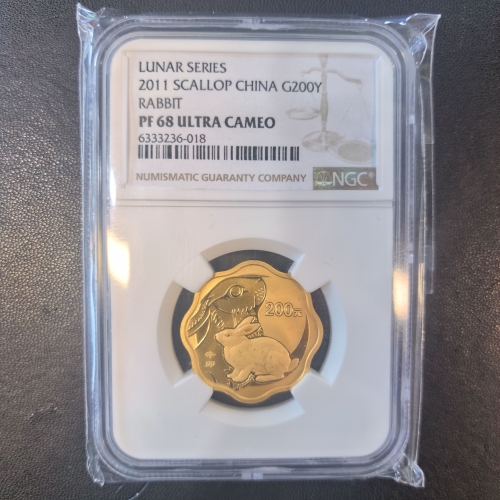 LUNAR SERIES
2011 SCALLOP CHINA G200Y
RABBIT
PF 68 ULTRA CAMEO
6333236-018
NUMISMATIC GUARANTY COMPANY
NGC
200元